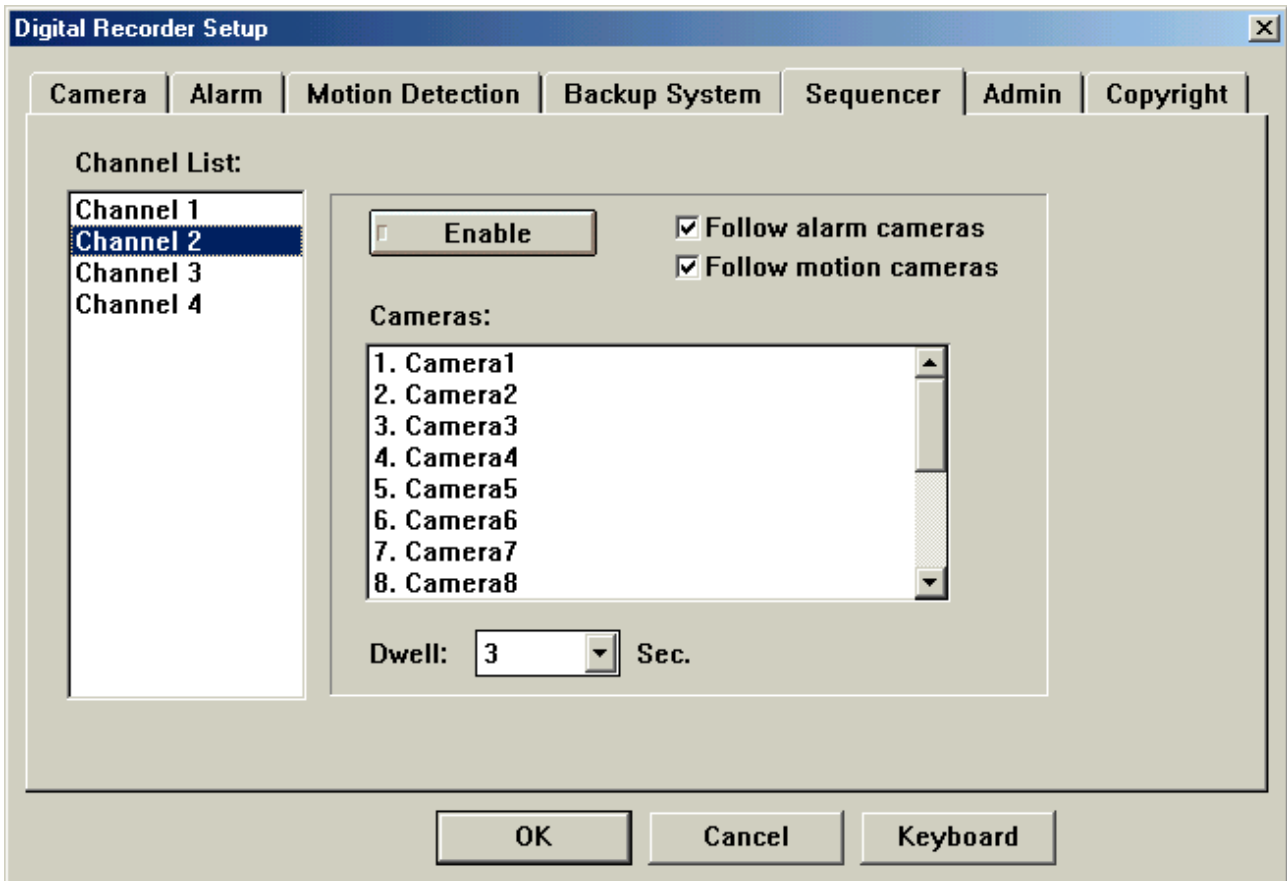 Digital Recorder Setup
Camera Alarm Motion Detection Backup System Sequencer Admin Copyright
Channel List:
Channel 1
Channel 2
Channel 3
Channel 4
Enable
Follow alarm cameras
Follow motion cameras
Cameras:
1. Camera1
2. Camera2
3. Camera3
4. Camera4
5. Camera5
6. Camera6
7. Camera7
8. Camera8
Dwell: 3 Sec.
OK Cancel Keyboard